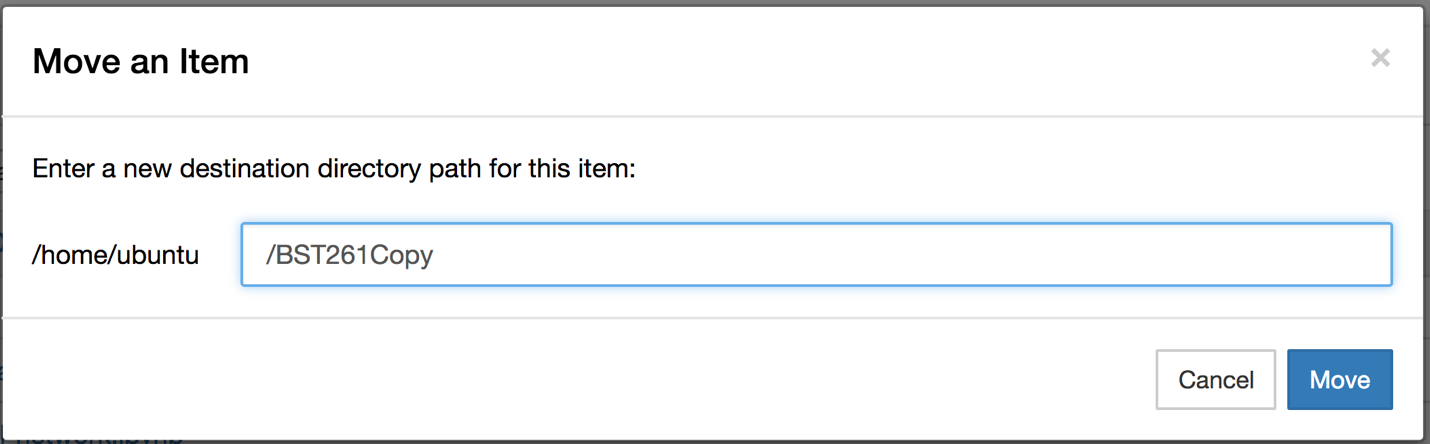 Move an Item
×
Enter a new destination directory path for this item:
/home/ubuntu /BST261Copy
Cancel Move